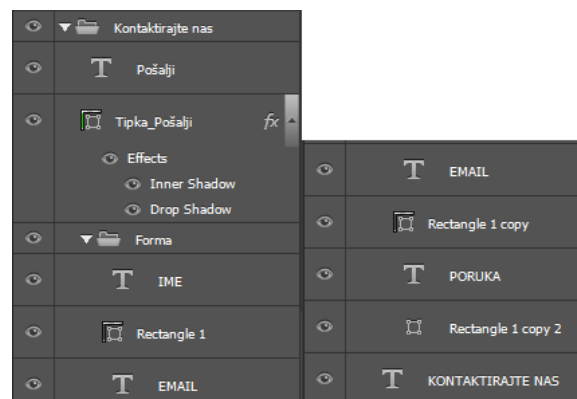 Kontaktirajte nas
T Pošalji
Tipka_Pošalji fx
Effects
Inner Shadow
Drop Shadow
Forma
T IME
Rectangle 1
T EMAIL
T EMAIL
Rectangle 1 copy
T PORUKA
Rectangle 1 copy 2
T KONTAKTIRAJTE NAS